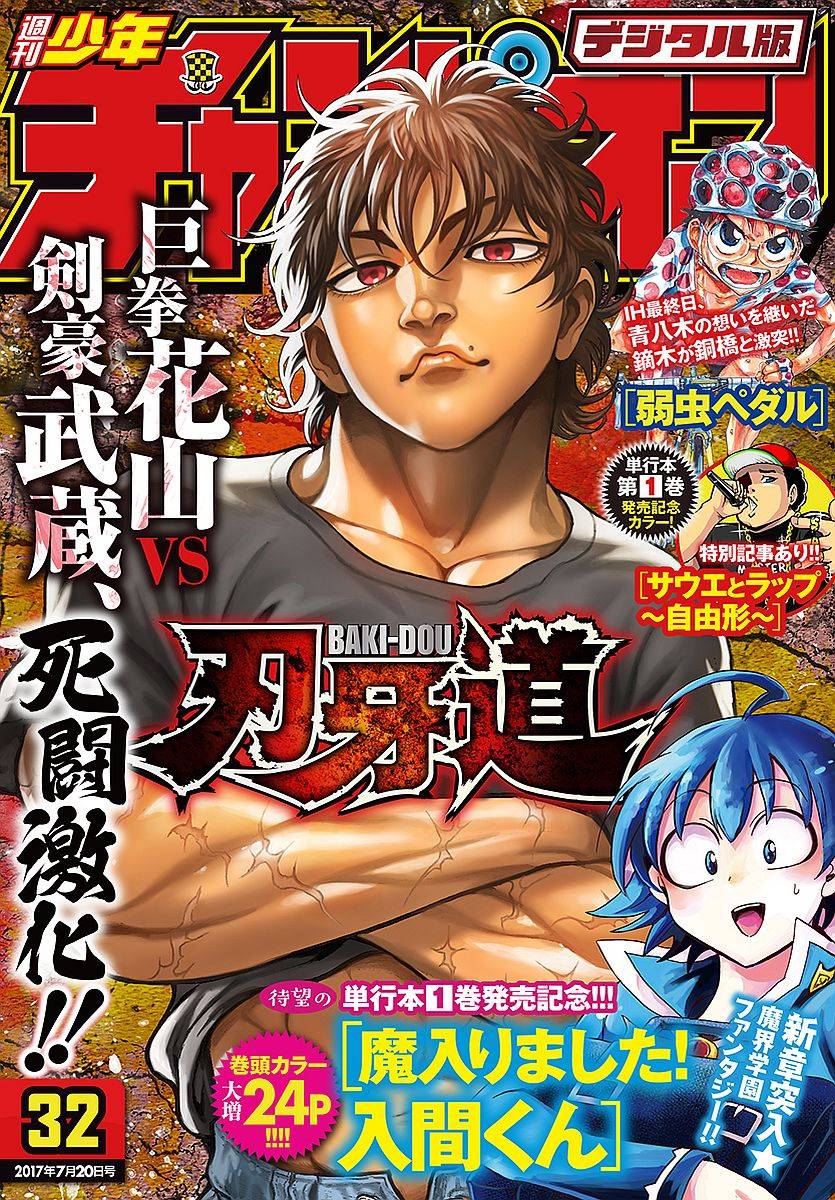 週刊
少年
チャンピオン
デジタル版
巨拳花山VS
剣豪武蔵、
死闘激化!!
IH最終日、
青八木の想いを継いだ
鏑木が銅橋と激突!!
[弱虫ペダル]
単行本
第1巻
発売記念
カラー!
特別記事あり!!
[サウエとラップ
〜自由形〜]
BAKI-DOU
刃牙道
待望の
単行本1巻発売記念!!!
巻頭カラー
大増
24P
!!!!
[魔入りました!
入間くん]
新章突入★
魔界学園
ファンタジー!!
32
2017年7月20日号